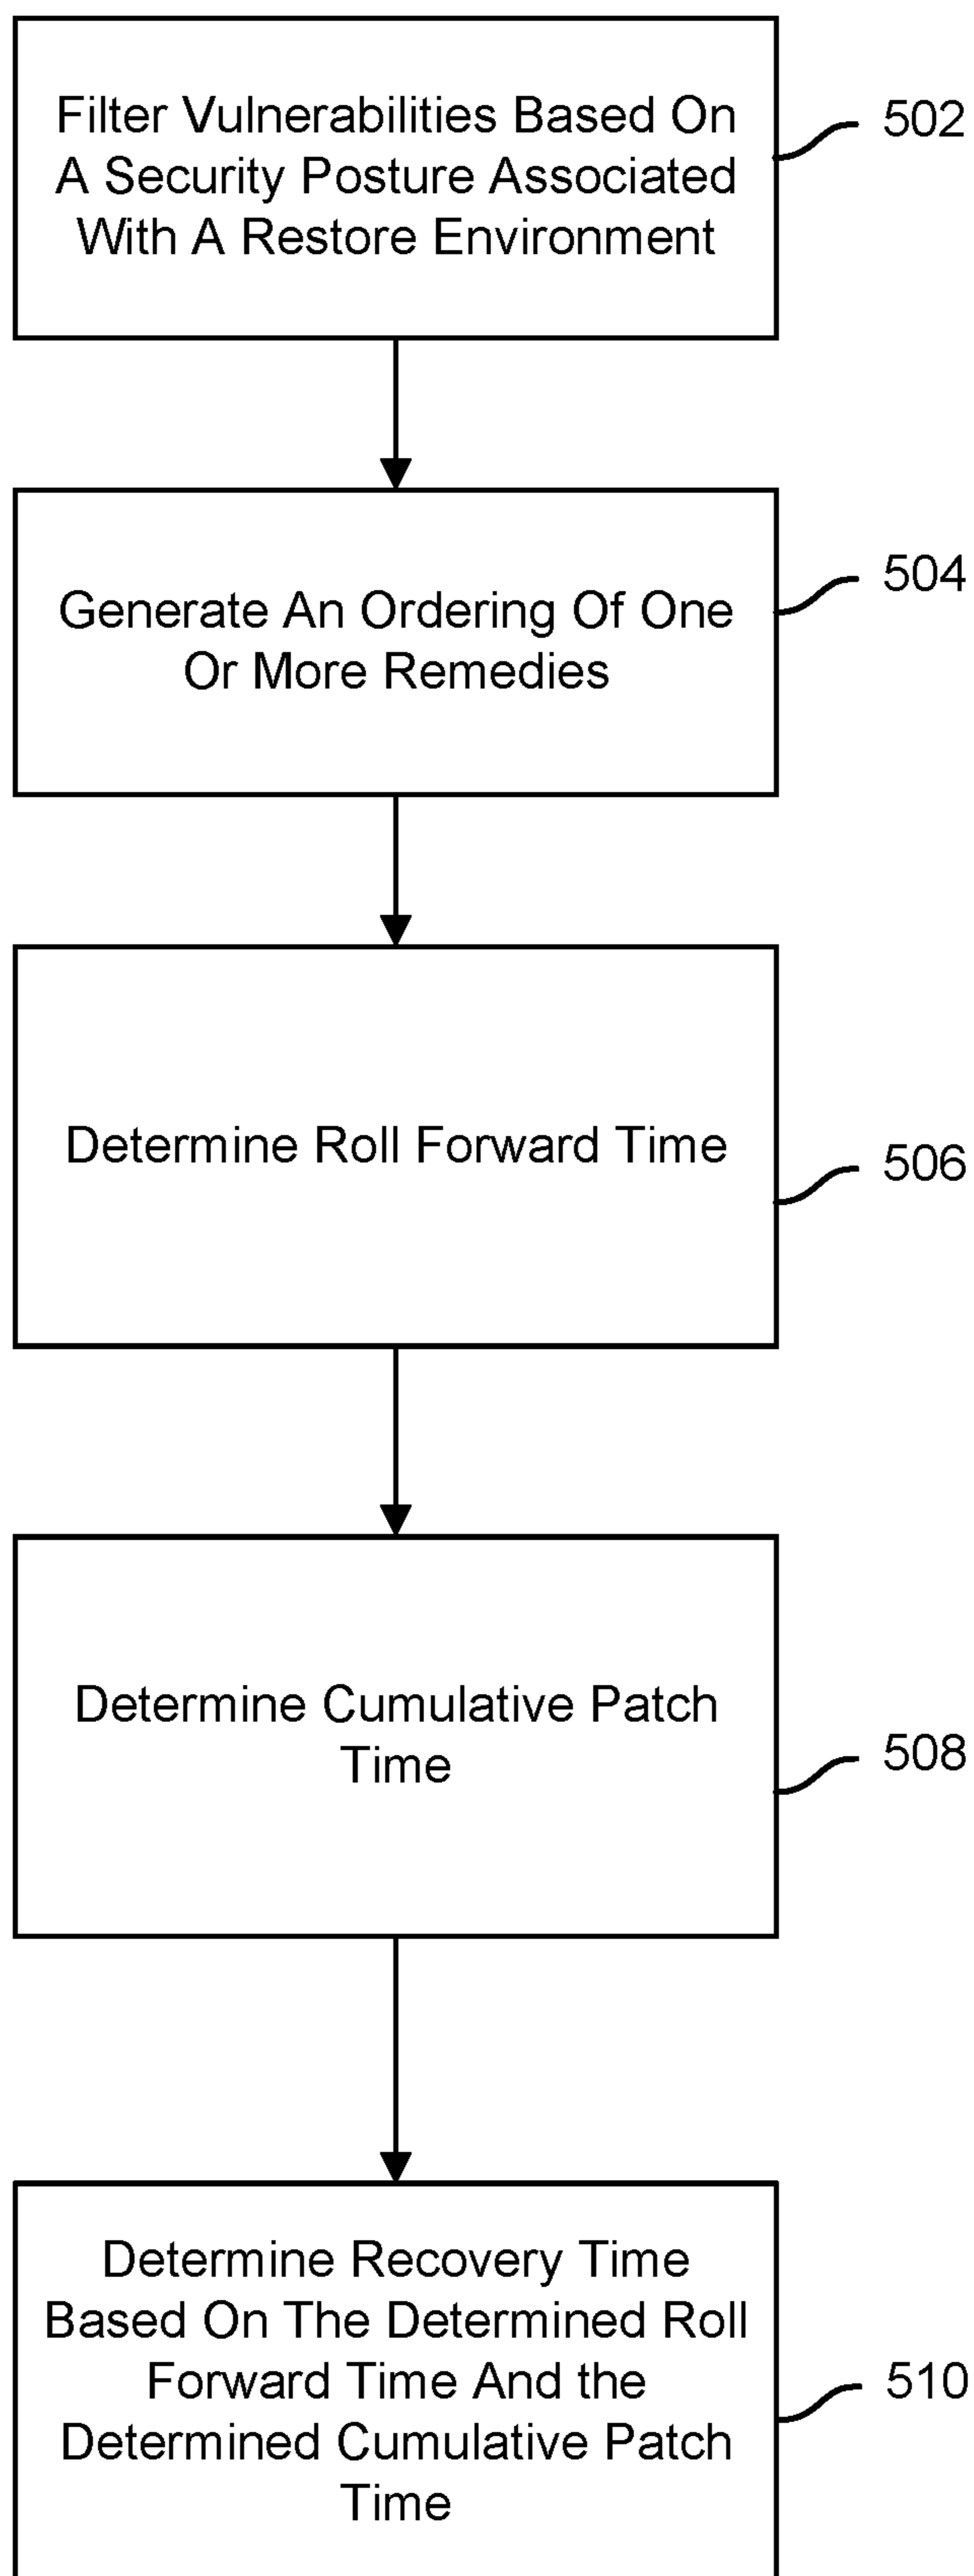 Filter Vulnerabilities Based On
A Security Posture Associated
With A Restore Environment
502
Generate An Ordering Of One
Or More Remedies
504
Determine Roll Forward Time
506
Determine Cumulative Patch
Time
508
Determine Recovery Time
Based On The Determined Roll
Forward Time And the
Determined Cumulative Patch
Time
510